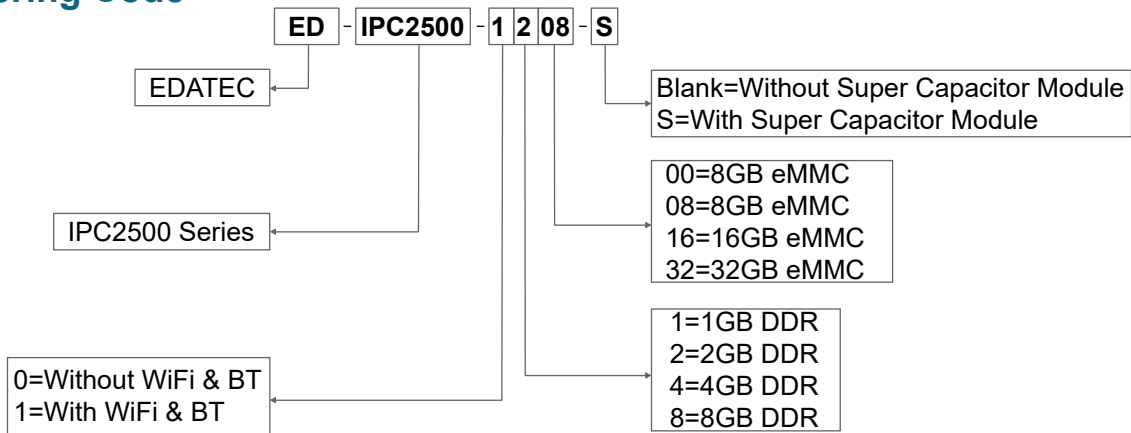 ED - IPC2500 - 1 2 08 - S
EDATEC
Blank=Without Super Capacitor Module
S=With Super Capacitor Module
00=8GB eMMC
08=8GB eMMC
16=16GB eMMC
32=32GB eMMC
IPC2500 Series
1=1GB DDR
2=2GB DDR
4=4GB DDR
8=8GB DDR
0=Without WiFi & BT
1=With WiFi & BT